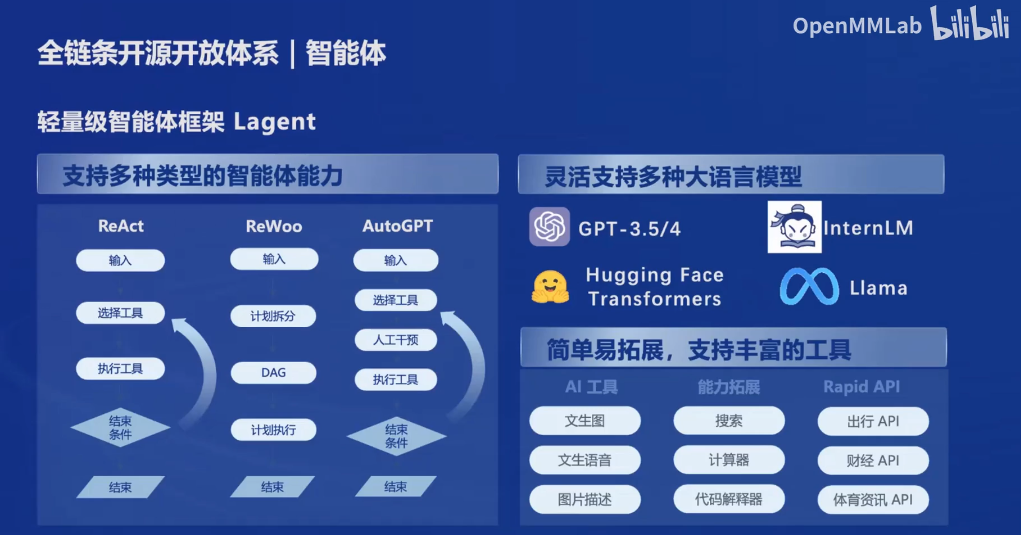 OpenMMLab bilibili
全链条开源开放体系 | 智能体
轻量级智能体框架 Lagent
支持多种类型的智能体能力
ReAct
输入
选择工具
执行工具
结束
条件
结束
ReWoo
输入
计划拆分
DAG
计划执行
结束
AutoGPT
输入
选择工具
人工干预
执行工具
结束
条件
结束
灵活支持多种大语言模型
GPT-3.5/4
InternLM
Hugging Face
Transformers
Llama
简单易拓展，支持丰富的工具
AI 工具
文生图
文生语音
图片描述
能力拓展
搜索
计算器
代码解释器
Rapid API
出行 API
财经 API
体育资讯 API